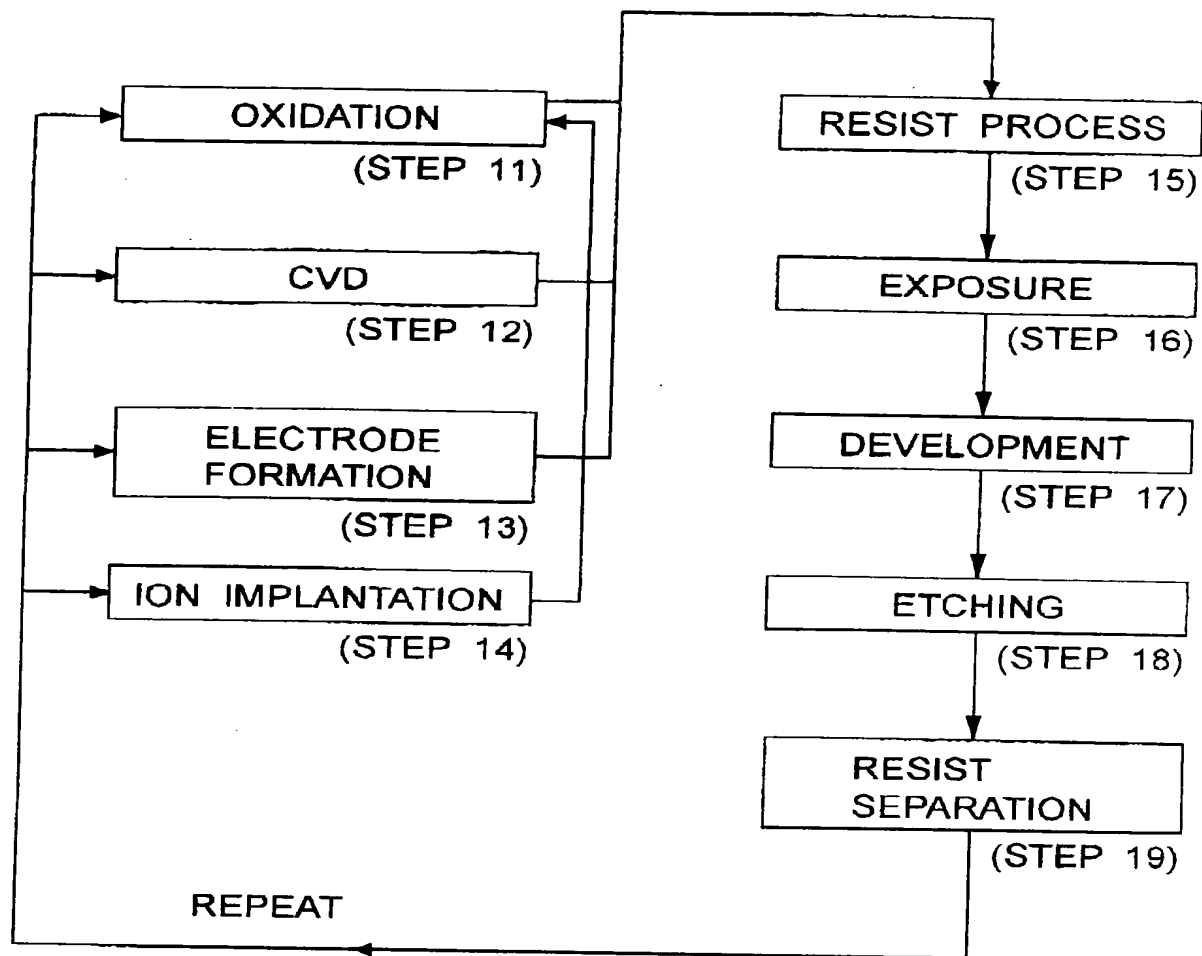 OXIDATION
(STEP 11)
CVD
(STEP 12)
ELECTRODE
FORMATION
(STEP 13)
ION IMPLANTATION
(STEP 14)
RESIST PROCESS
(STEP 15)
EXPOSURE
(STEP 16)
DEVELOPMENT
(STEP 17)
ETCHING
(STEP 18)
RESIST
SEPARATION
(STEP 19)
REPEAT